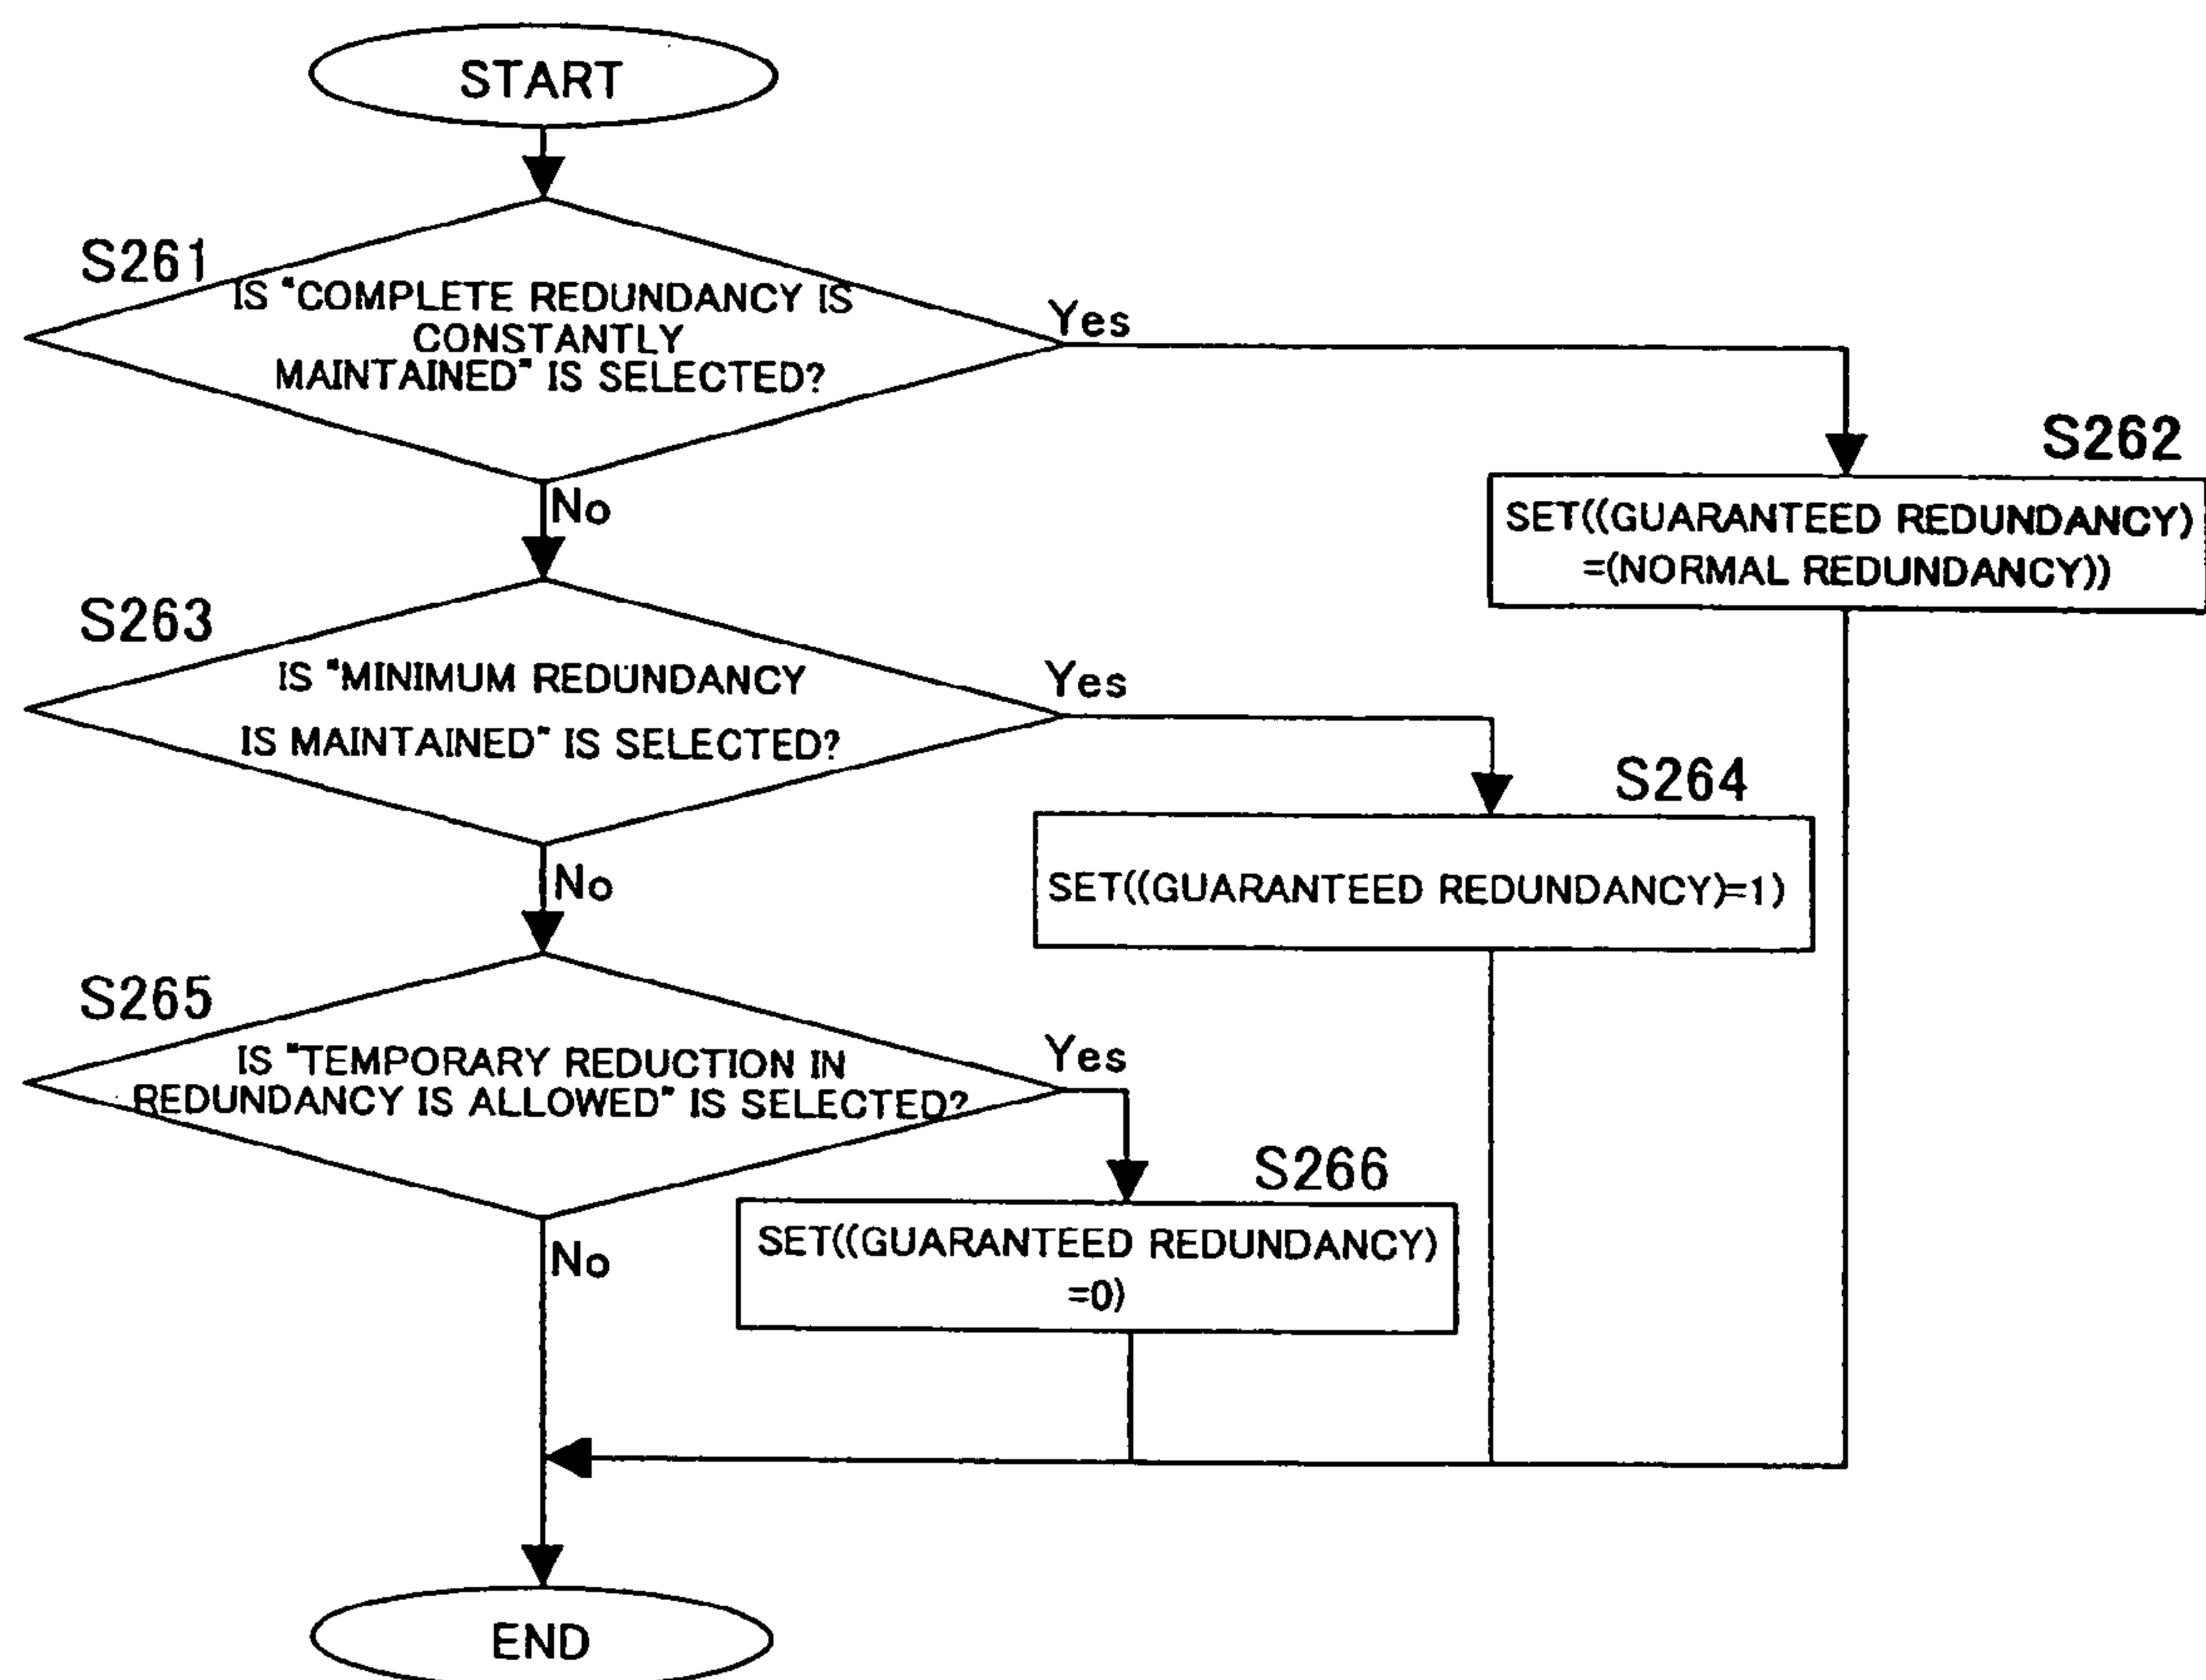 START
S261
IS "COMPLETE REDUNDANCY IS
CONSTANTLY
MAINTAINED" IS SELECTED?
Yes
No
S262
SET((GUARANTEED REDUNDANCY)
=(NORMAL REDUNDANCY))
S263
IS "MINIMUM REDUNDANCY
IS MAINTAINED" IS SELECTED?
Yes
No
S264
SET((GUARANTEED REDUNDANCY)=1)
S265
IS "TEMPORARY REDUCTION IN
REDUNDANCY IS ALLOWED" IS SELECTED?
Yes
No
S266
SET((GUARANTEED REDUNDANCY)
=0)
END